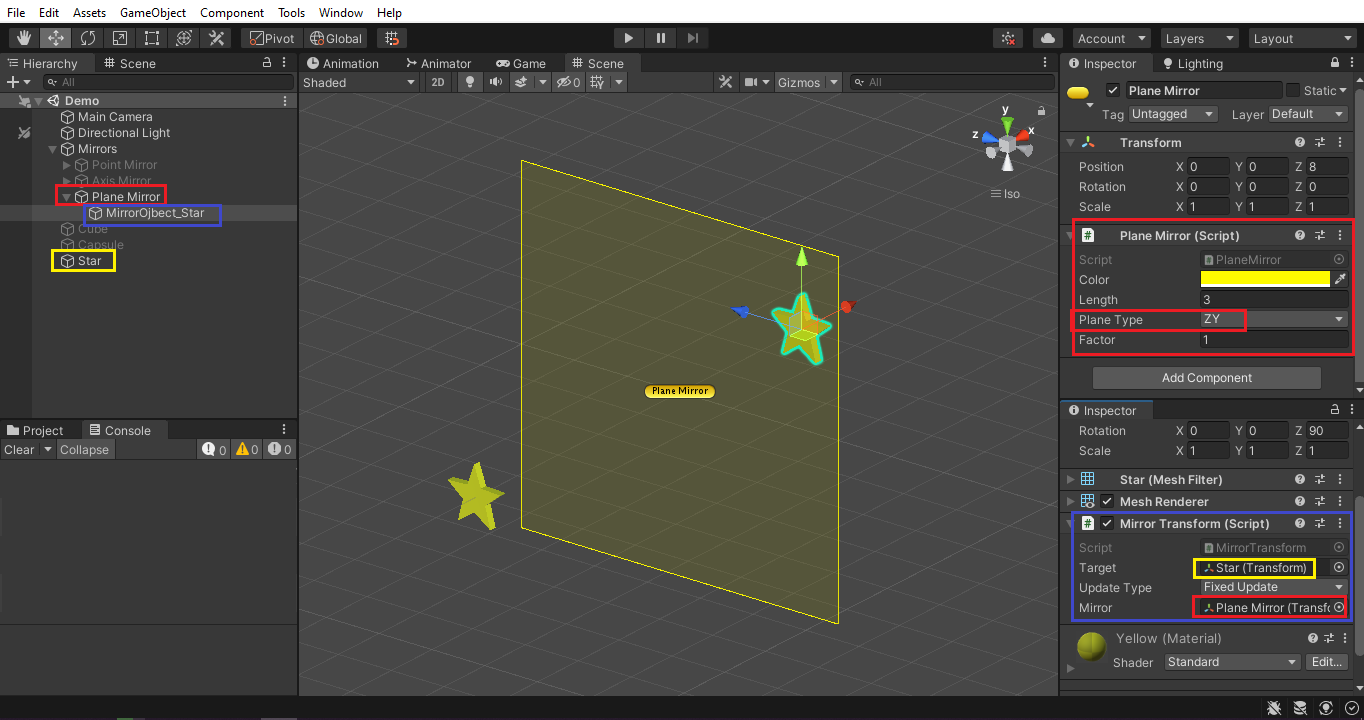 File Edit Assets GameObject Component Tools Window Help
Pivot Global Account Layers Layout
Hierarchy Scene
All
Demo
Main Camera
Directional Light
Mirrors
Point Mirror
Axis Mirror
Plane Mirror
MirrorOjbect_Star
Cube
Capsule
Star
Project Console
Clear Collapse 0 0 0
Animation Animator Game Scene
Shaded 2D 0 Gizmos All
y
z x
Iso
Plane Mirror
Inspector Lighting
Plane Mirror Static
Tag Untagged Layer Default
Transform
Position X 0 Y 0 Z 8
Rotation X 0 Y 0 Z 0
Scale X 1 Y 1 Z 1
# Plane Mirror (Script)
Script PlaneMirror
Color
Length 3
Plane Type ZY
Factor 1
Add Component
Inspector
Rotation X 0 Y 0 Z 90
Scale X 1 Y 1 Z 1
Star (Mesh Filter)
Mesh Renderer
# Mirror Transform (Script)
Script MirrorTransform
Target Star (Transform)
Update Type Fixed Update
Mirror Plane Mirror (Transfo
Yellow (Material)
Shader Standard Edit...